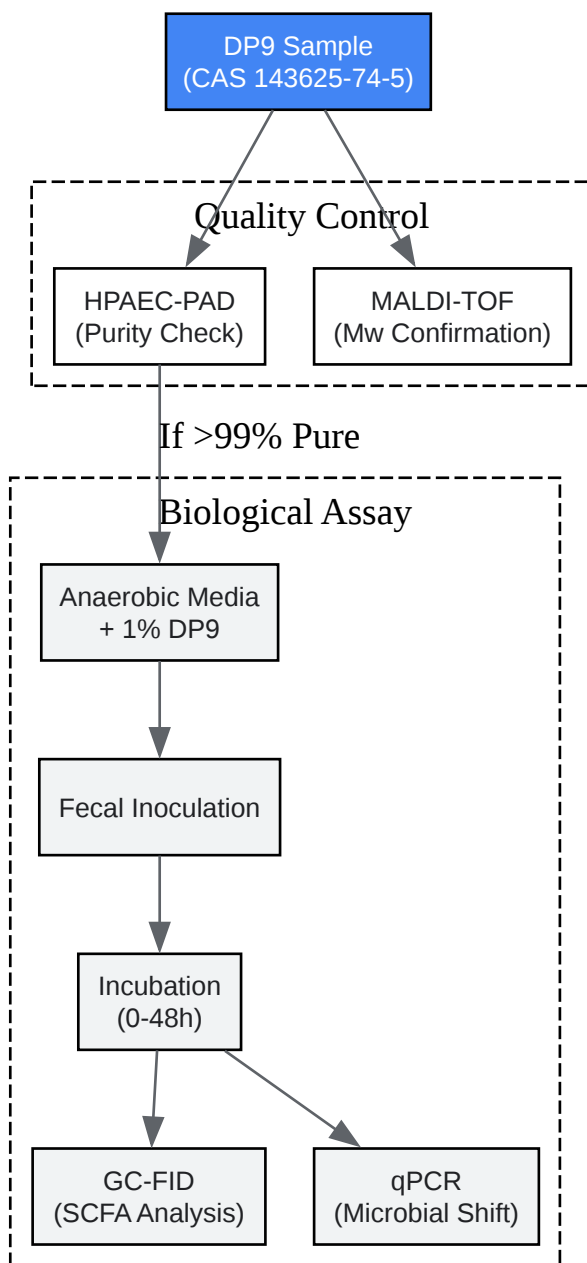 DP9 Sample
(CAS 143625-74-5)
Quality Control
HPAEC-PAD
(Purity Check)
MALDI-TOF
(Mw Confirmation)
If >99% Pure
Biological Assay
Anaerobic Media
+ 1% DP9
Fecal Inoculation
Incubation
(0-48h)
GC-FID
(SCFA Analysis)
qPCR
(Microbial Shift)